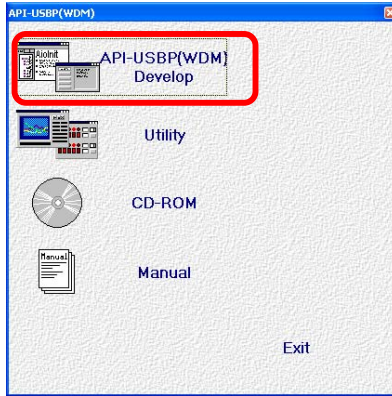 API-USBP(WDM)
AioInit
API-USBP(WDM)
Develop
Utility
CD-ROM
Manual
Manual
Exit